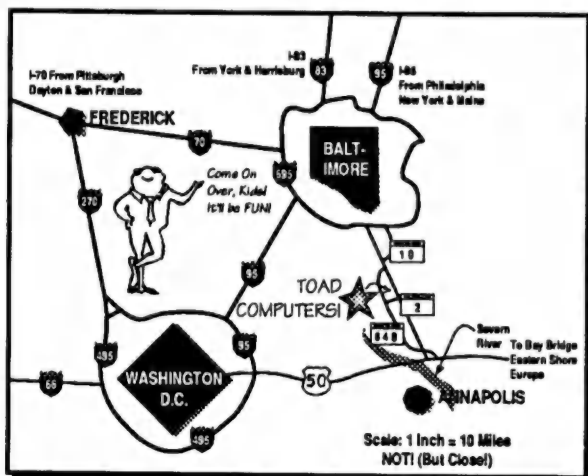 I-83
From York & Harrisburg
83
95
I-95
From Philadelphia
New York & Maine
I-70 From Pittsburgh
Dayton & San Francisco
FREDERICK
70
695
BALT-
IMORE
270
Come On
Over, Kids!
It'll be FUN!
10
95
TOAD
COMPUTERS!
2
648
Severn
River
To Bay Bridge
Eastern Shore
Europe
495
95
66
WASHINGTON
D.C.
50
ANNAPOLIS
495
Scale: 1 Inch = 10 Miles
NOT! (But Close!)